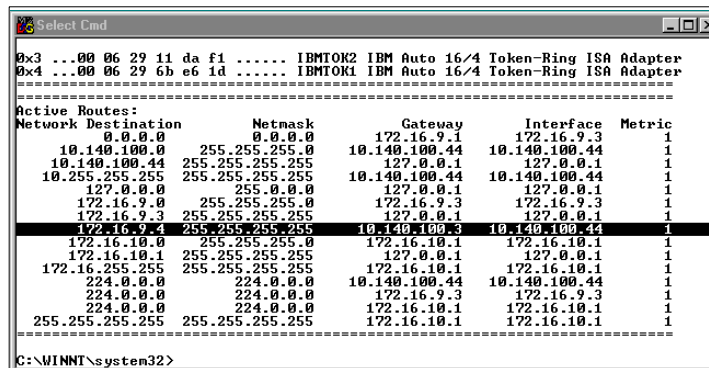 Select Cmd
0x3 ...00 06 29 11 da f1 ...... IBMTOK2 IBM Auto 16/4 Token-Ring ISA Adapter
0x4 ...00 06 29 6b e6 1d ...... IBMTOK1 IBM Auto 16/4 Token-Ring ISA Adapter
===========================================================================
===========================================================================
Active Routes:
Network Destination Netmask Gateway Interface Metric
0.0.0.0 0.0.0.0 172.16.9.1 172.16.9.3 1
10.140.100.0 255.255.255.0 10.140.100.44 10.140.100.44 1
10.140.100.44 255.255.255.255 127.0.0.1 127.0.0.1 1
10.255.255.255 255.255.255.255 10.140.100.44 10.140.100.44 1
127.0.0.0 255.0.0.0 127.0.0.1 127.0.0.1 1
172.16.9.0 255.255.255.0 172.16.9.3 172.16.9.3 1
172.16.9.3 255.255.255.255 127.0.0.1 127.0.0.1 1
172.16.9.4 255.255.255.255 10.140.100.3 10.140.100.44 1
172.16.10.0 255.255.255.0 172.16.10.1 172.16.10.1 1
172.16.10.1 255.255.255.255 127.0.0.1 127.0.0.1 1
172.16.255.255 255.255.255.255 172.16.10.1 172.16.10.1 1
224.0.0.0 224.0.0.0 10.140.100.44 10.140.100.44 1
224.0.0.0 224.0.0.0 172.16.9.3 172.16.9.3 1
224.0.0.0 224.0.0.0 172.16.10.1 172.16.10.1 1
255.255.255.255 255.255.255.255 172.16.10.1 172.16.10.1 1
===========================================================================
C:\WINNT\system32>